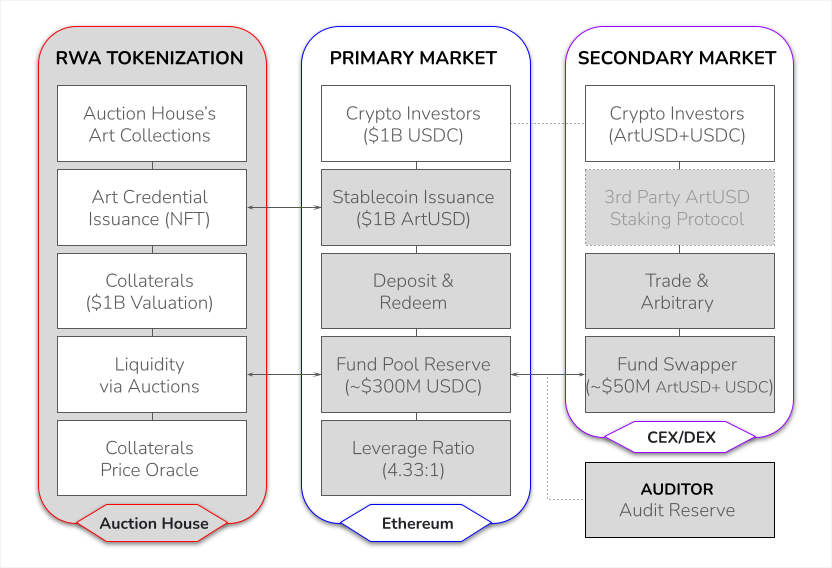 RWA TOKENIZATION
Auction House's
Art Collections
Art Credential
Issuance (NFT)
Collaterals
($1B Valuation)
Liquidity
via Auctions
Collaterals
Price Oracle
Auction House
PRIMARY MARKET
Crypto Investors
($1B USDC)
Stablecoin Issuance
($1B ArtUSD)
Deposit &
Redeem
Fund Pool Reserve
(~$300M USDC)
Leverage Ratio
(4.33:1)
Ethereum
SECONDARY MARKET
Crypto Investors
(ArtUSD+USDC)
3rd Party ArtUSD
Staking Protocol
Trade &
Arbitrary
Fund Swapper
(~$50M ArtUSD+ USDC)
CEX/DEX
AUDITOR
Audit Reserve